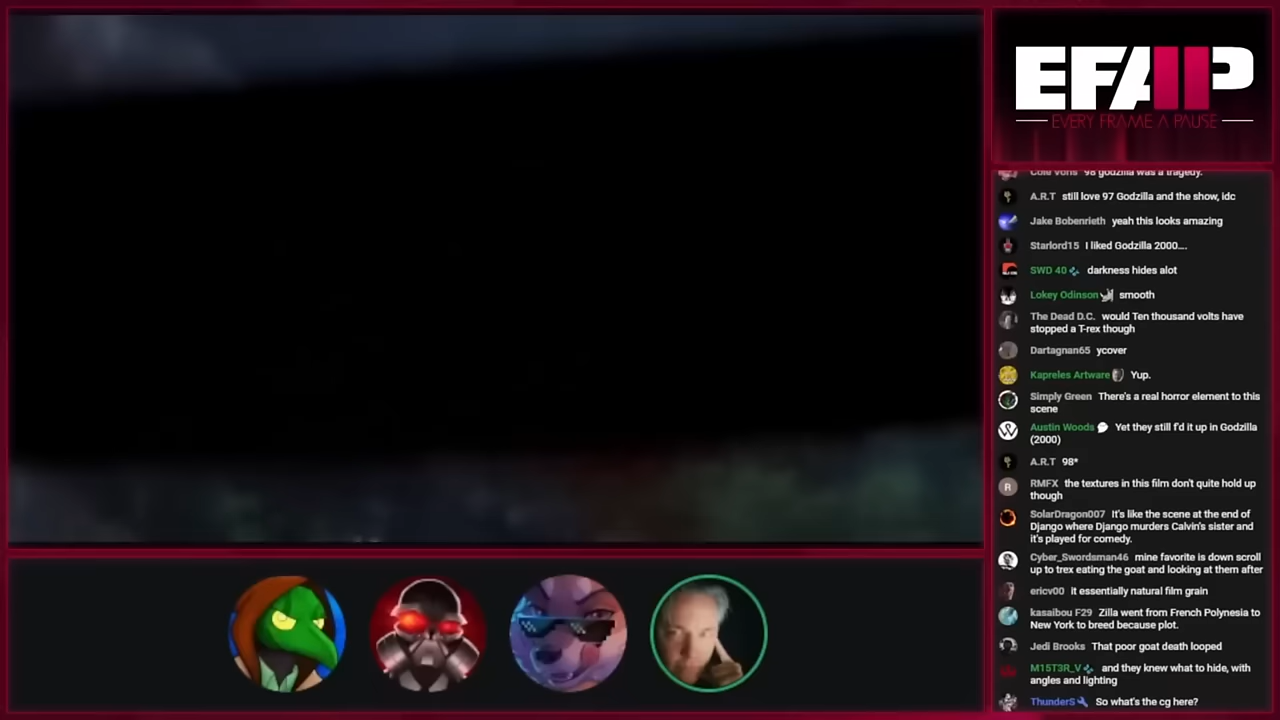 EFAP
EVERY FRAME A PAUSE
Cole Voris 98 godzilla was a tragedy.
A.R.T still love 97 Godzilla and the show, idc
Jake Bobenrieth yeah this looks amazing
Starlord15 I liked Godzilla 2000....
SWD 40 darkness hides alot
Lokey Odinson smooth
The Dead D.C. would Ten thousand volts have
stopped a T-rex though
Dartagnan65 ycover
Kapreles Artware Yup.
Simply Green There's a real horror element to this
scene
Austin Woods Yet they still f'd it up in Godzilla
(2000)
A.R.T 98*
R
RMFX the textures in this film don't quite hold up
though
SolarDragon007 It's like the scene at the end of
Django where Django murders Calvin's sister and
it's played for comedy.
Cyber_Swordsman46 mine favorite is down scroll
up to trex eating the goat and looking at them after
ericv00 it essentially natural film grain
kasaibou F29 Zilla went from French Polynesia to
New York to breed because plot.
Jedi Brooks That poor goat death looped
M15T3R_V and they knew what to hide, with
angles and lighting
ThunderS So what's the cg here?